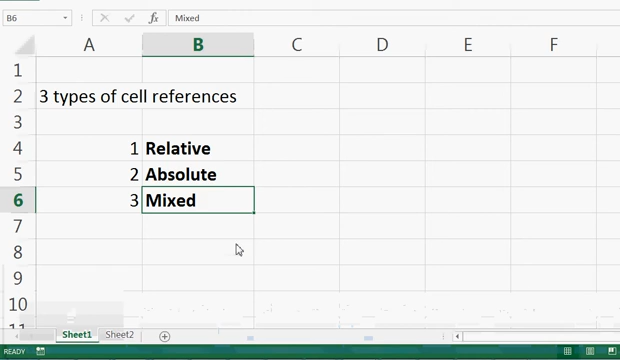 B6 Mixed
A B C D E F
1
2 3 types of cell references
3
4 1 Relative
5 2 Absolute
6 3 Mixed
7
8
9
10
11
Sheet1 Sheet2
READY